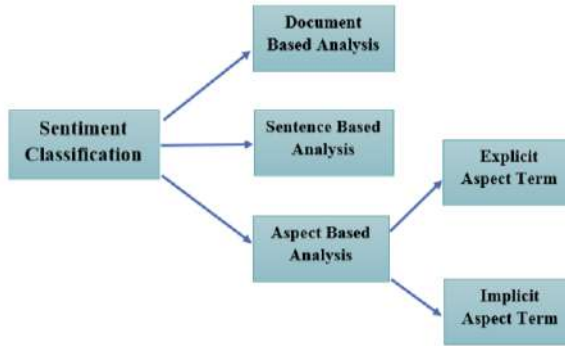 Document
Based Analysis
Sentiment
Classification
Sentence Based
Analysis
Explicit
Aspect Term
Aspect Based
Analysis
Implicit
Aspect Term